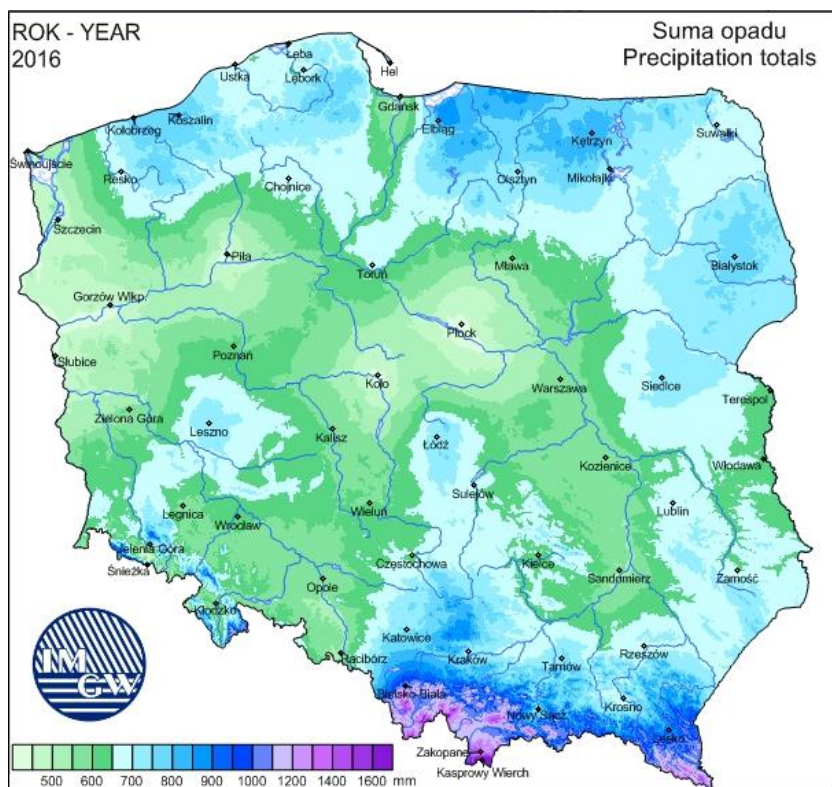 ROK - YEAR
2016
Suma opadu
Precipitation totals
Łeba
Ustka
Lębork
Hel
Gdańsk
Kołobrzeg
Koszalin
Elbląg
Kętrzyn
Suwałki
Świnoujście
Resko
Chojnice
Olsztyn
Mikołajki
Szczecin
Piła
Toruń
Mława
Białystok
Gorzów Wlkp.
Płock
Słubice
Poznań
Koło
Warszawa
Siedlce
Terespol
Zielona Góra
Leszno
Kalisz
Łódź
Kozienice
Włodawa
Sulejów
Legnica
Wrocław
Wieluń
Lublin
Jelenia Góra
Śnieżka
Częstochowa
Kielce
Sandomierz
Zamość
Opole
Kłodzko
Katowice
Kraków
Tarnów
Rzeszów
Racibórz
Bielsko-Biała
Nowy Sącz
Krosno
Lesko
Zakopane
Kasprowy Wierch
IM
GW
500 600 700 800 900 1000 1200 1400 1600 mm